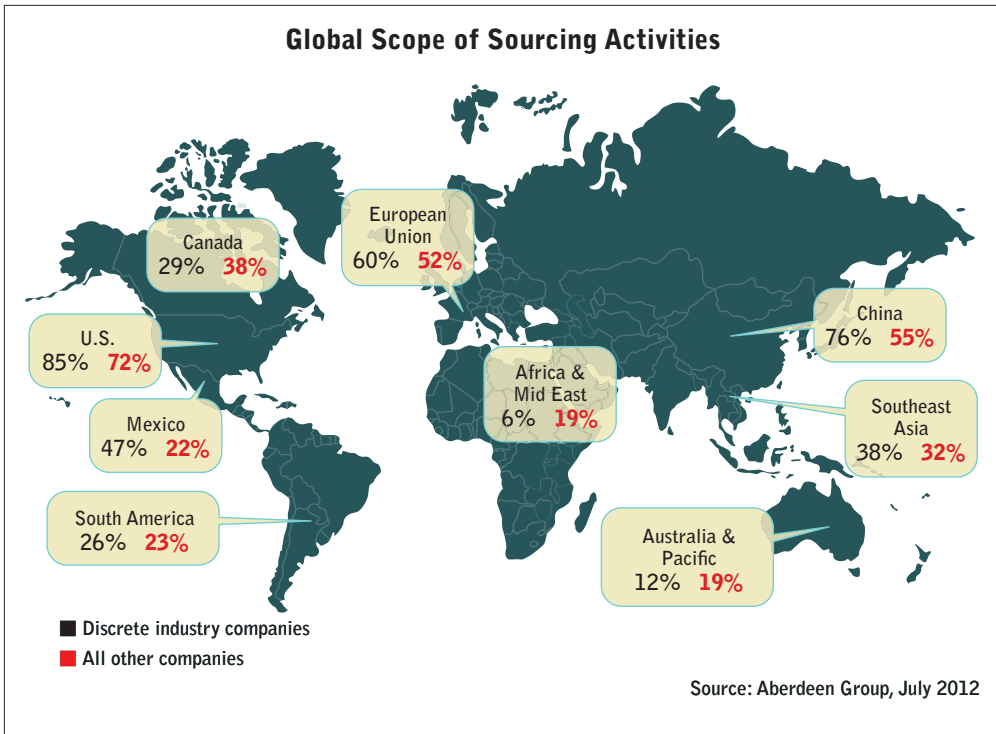 Global Scope of Sourcing Activities
European
Union
60% 52%
Canada
29% 38%
China
76% 55%
U.S.
85% 72%
Africa &
Mid East
6% 19%
Southeast
Asia
38% 32%
Mexico
47% 22%
South America
26% 23%
Australia &
Pacific
12% 19%
Discrete industry companies
All other companies
Source: Aberdeen Group, July 2012